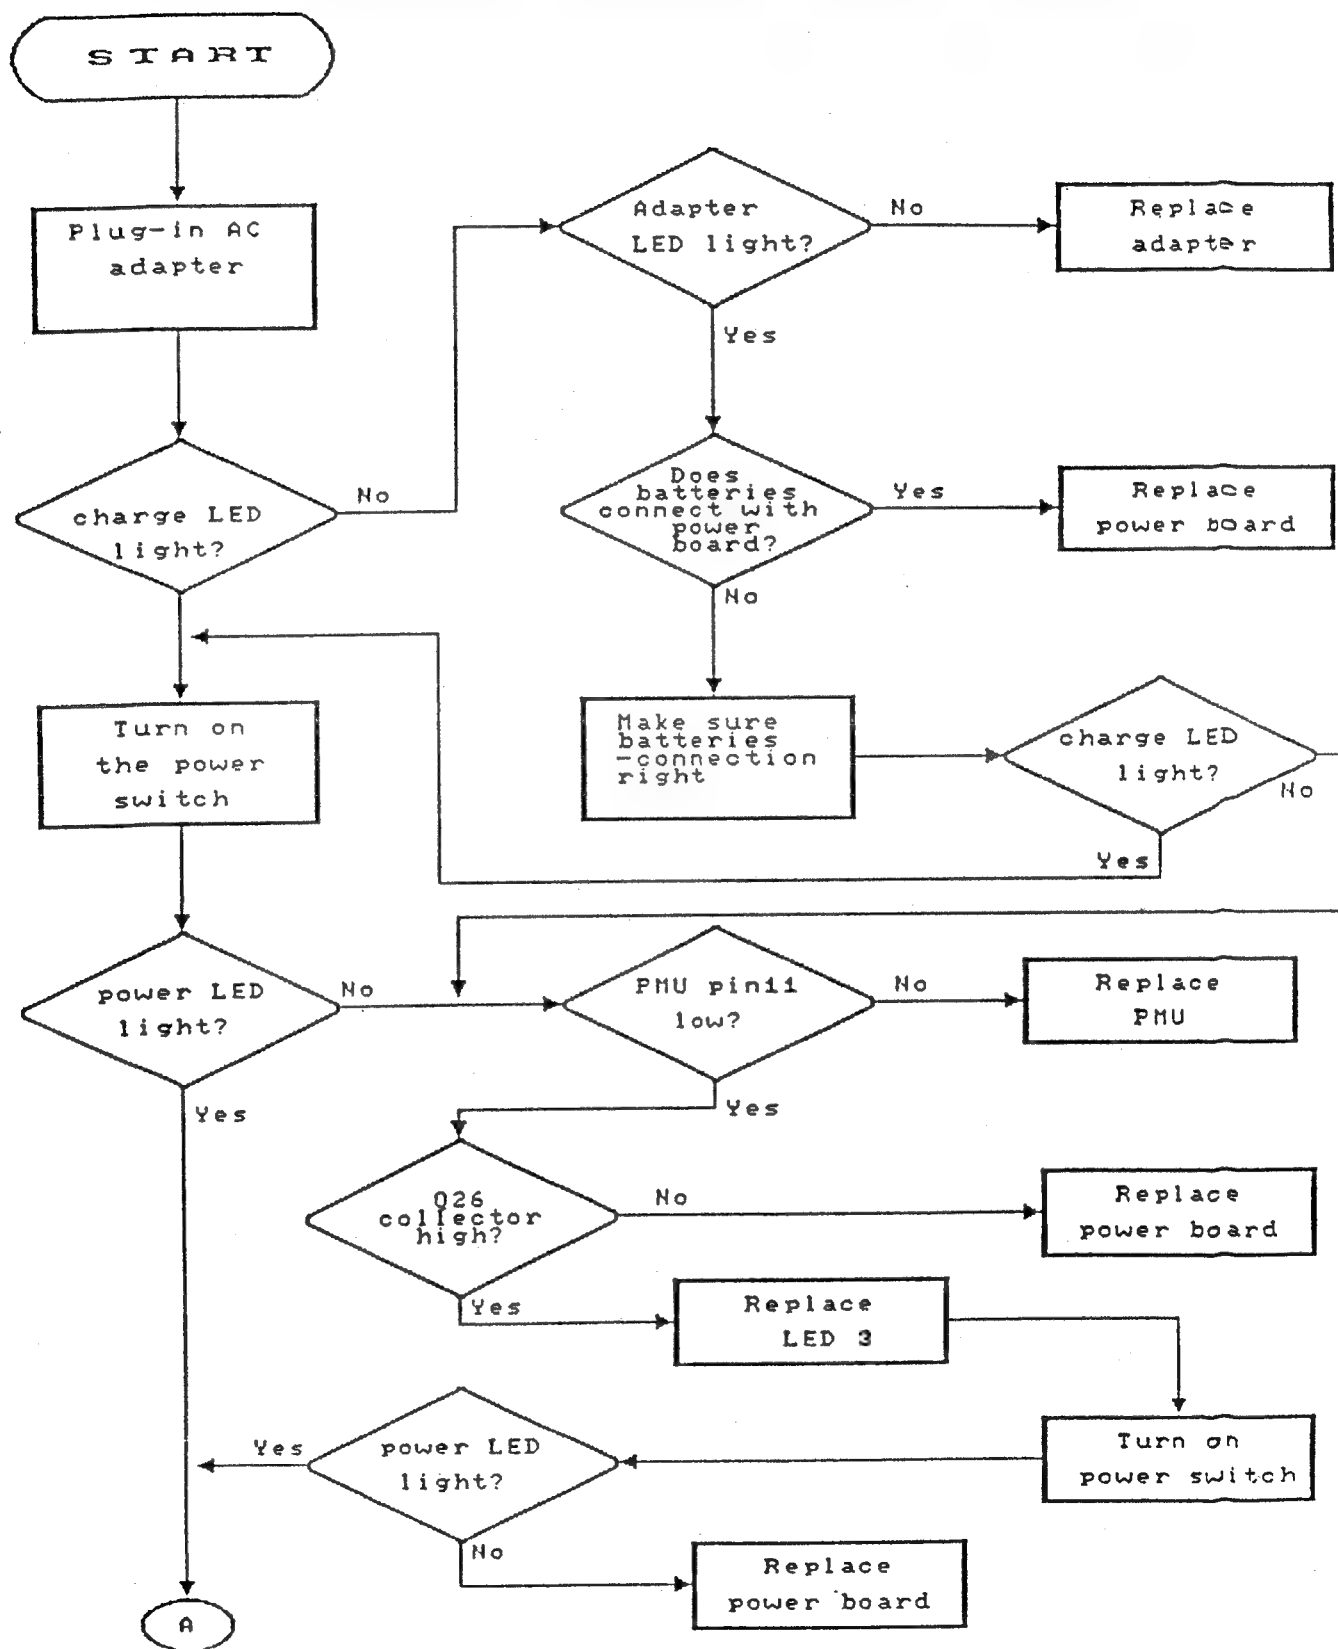 START
Plug-in AC
adapter
Adapter
LED light?
No
Replace
adapter
Yes
charge LED
light?
No
Does
batteries
connect with
power
board?
Yes
Replace
power board
No
Turn on
the power
switch
Make sure
batteries
-connection
right
charge LED
light?
No
Yes
power LED
light?
No
PMU pin11
low?
No
Replace
PMU
Yes
Yes
Q26
collector
high?
No
Replace
power board
Yes
Replace
LED 3
Turn on
power switch
power LED
light?
Yes
No
Replace
power board
A